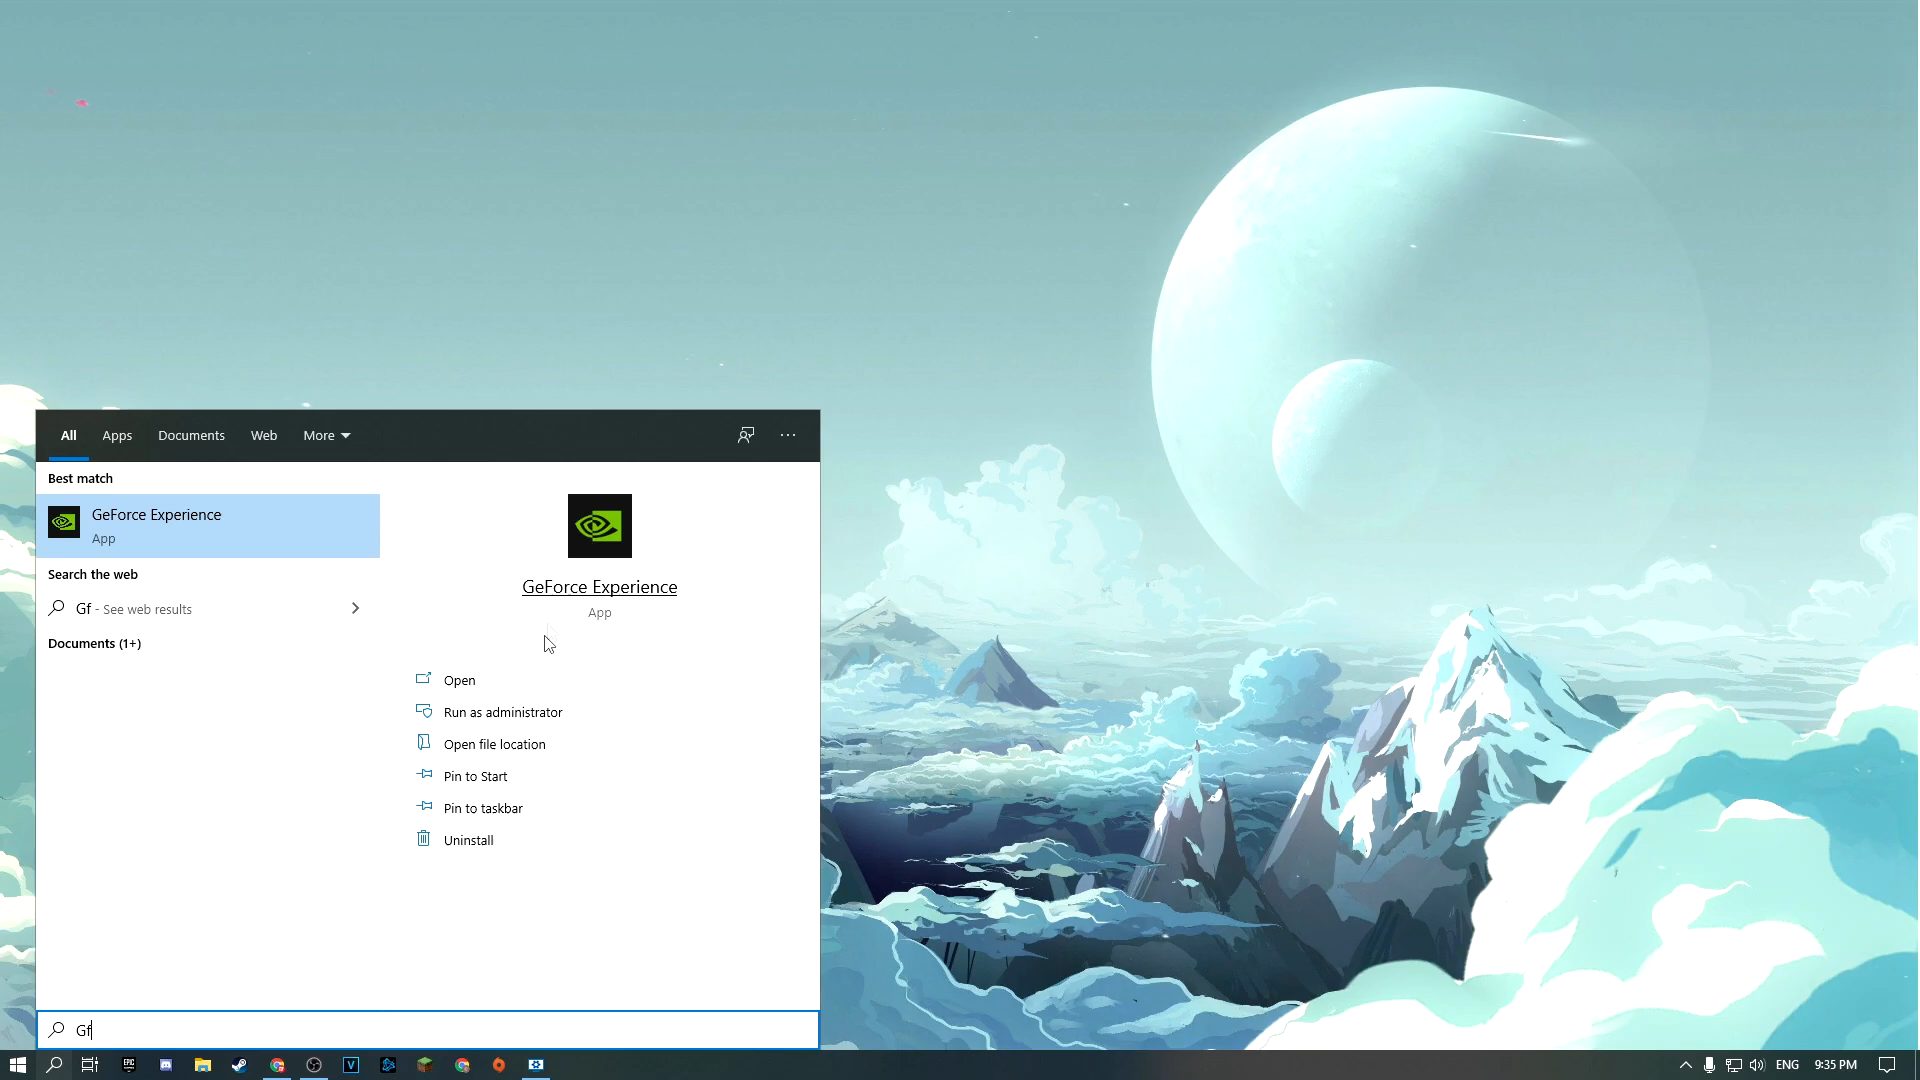 All Apps Documents Web More
Best match
GeForce Experience
App
Search the web
Gf - See web results
Documents (1+)
GeForce Experience
App
Open
Run as administrator
Open file location
Pin to Start
Pin to taskbar
Uninstall
Gf
EPIC
V
ENG 9:35 PM